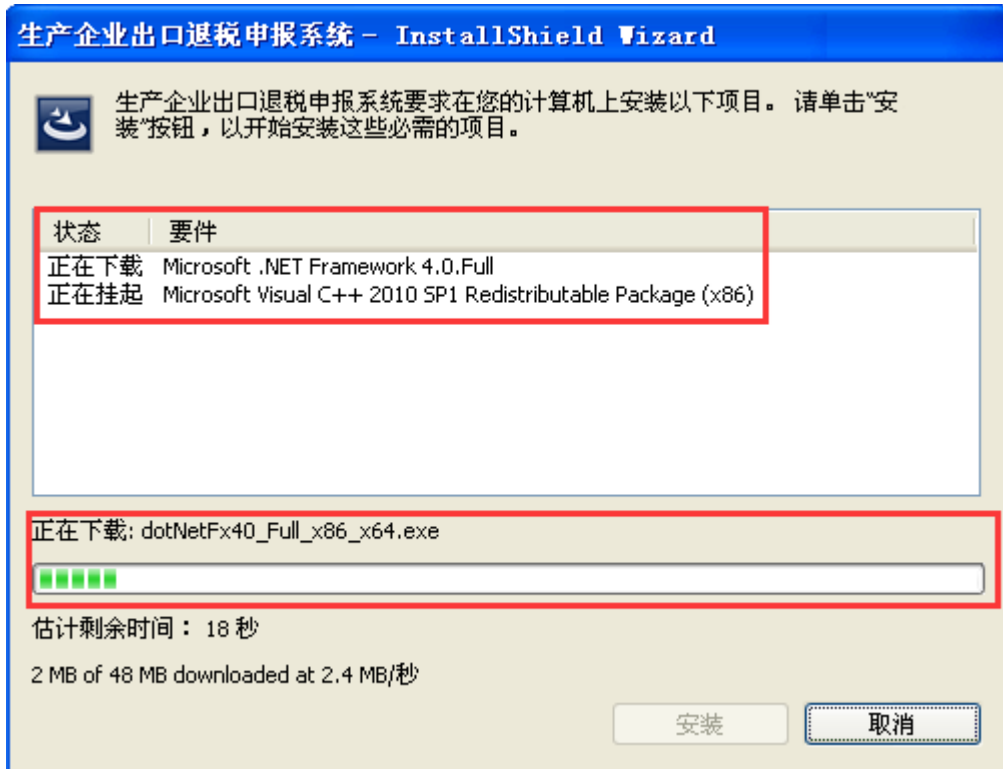 生产企业出口退税申报系统 - InstallShield Wizard
生产企业出口退税申报系统要求在您的计算机上安装以下项目。 请单击“安
装”按钮，以开始安装这些必需的项目。
状态 要件
正在下载 Microsoft .NET Framework 4.0.Full
正在挂起 Microsoft Visual C++ 2010 SP1 Redistributable Package (x86)
正在下载: dotNetFx40_Full_x86_x64.exe
估计剩余时间： 18 秒
2 MB of 48 MB downloaded at 2.4 MB/秒
安装 取消